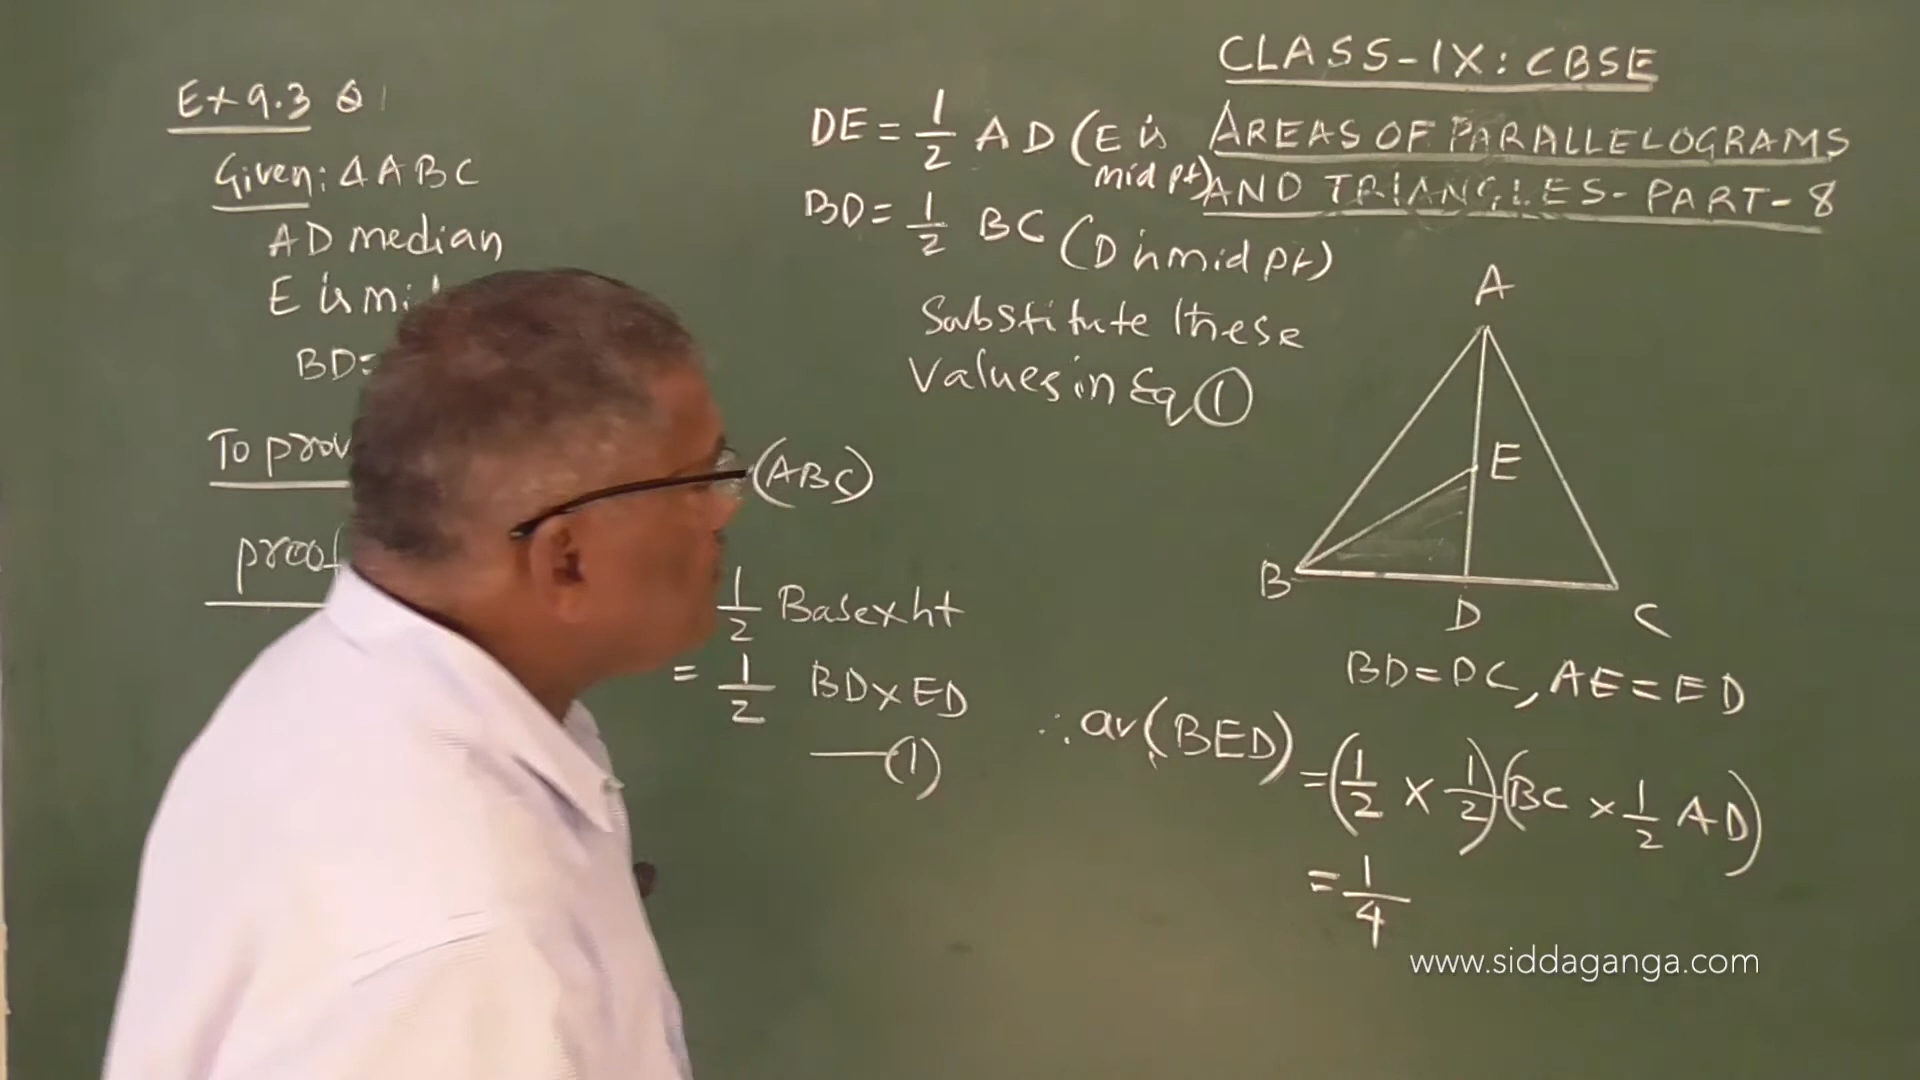 CLASS-IX: CBSE
AREAS OF PARALLELOGRAMS
AND TRIANGLES-PART-8
Ex 9.3 Q1
Given: ΔABC
AD median
E is mi
BD=
To prov
proof
(ABC)
1/2 Base×ht
= 1/2 BD×ED
—(1)
DE = 1/2 AD (E is
mid pt)
BD = 1/2 BC (D is mid pt)
Substitute these
Values in Eq (1)
A
E
B
D
C
BD=DC, AE=ED
∴ ar(BED)
=(1/2 × 1/2)(BC × 1/2 AD)
= 1/4
www.siddaganga.com